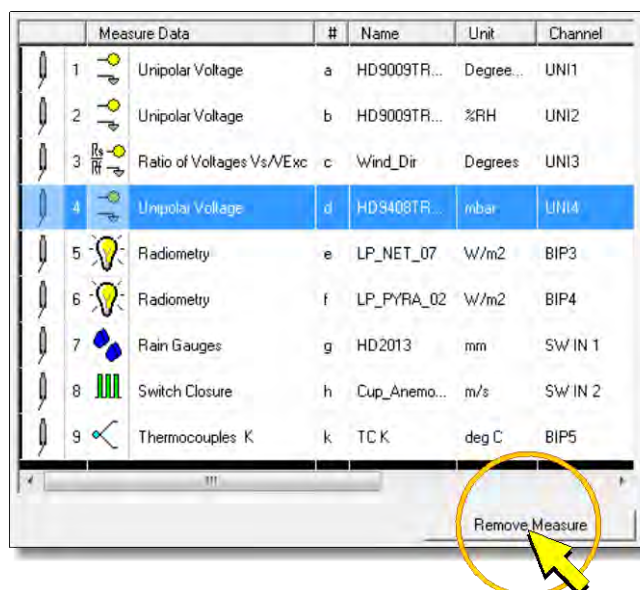 Measure Data # Name Unit Channel
1 Unipolar Voltage a HD9009TR... Degree... UNI1
2 Unipolar Voltage b HD9009TR... %RH UNI2
3 Rs Rf Ratio of Voltages Vs/VExc c Wind_Dir Degrees UNI3
4 Unipolar Voltage d HD9408TR... mbar UNI4
5 Radiometry e LP_NET_07 W/m2 BIP3
6 Radiometry f LP_PYRA_02 W/m2 BIP4
7 Rain Gauges g HD2013 mm SW IN 1
8 Switch Closure h Cup_Anemo... m/s SW IN 2
9 Thermocouples K k TC K deg C BIP5
Remove Measure